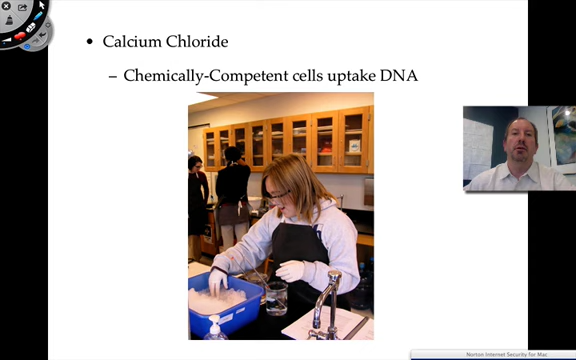 • Calcium Chloride
– Chemically-Competent cells uptake DNA
Norton Internet Security for Mac